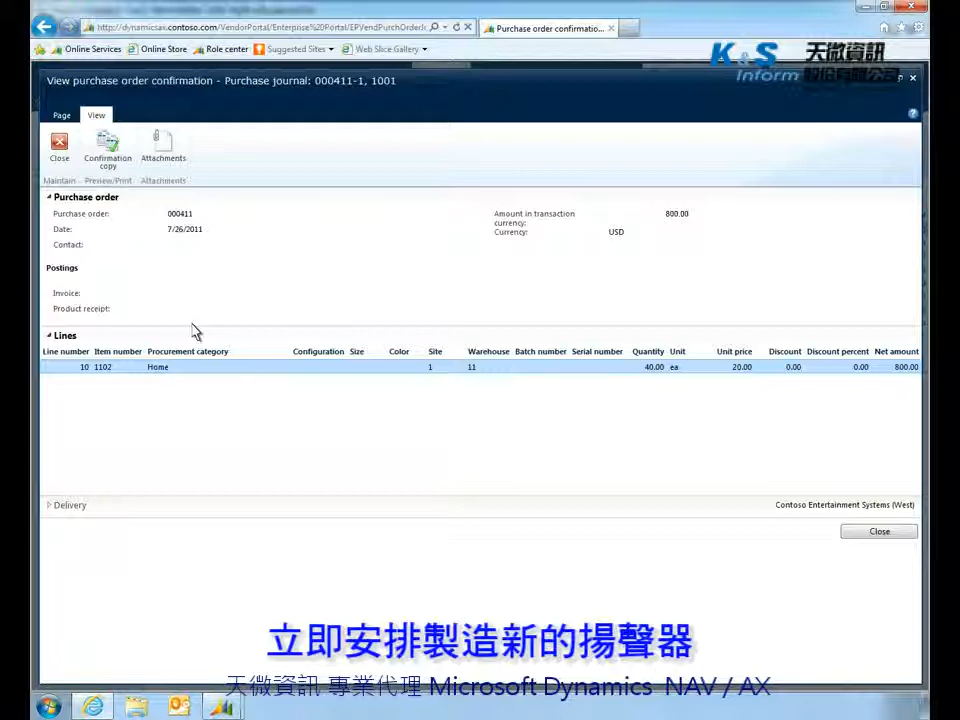 http://dynamicsax.contoso.com/VendorPortal/Enterprise%20Portal/EPVendPurchOrderJo
Purchase order confirmatio...
Online Services Online Store Role center Suggested Sites Web Slice Gallery
K&S 天微資訊
Inform 股份有限公司
View purchase order confirmation - Purchase journal: 000411-1, 1001
Page View
Close Confirmation copy Attachments
Maintain Preview/Print Attachments
Purchase order
Purchase order: 000411 Amount in transaction currency: 800.00
Date: 7/26/2011 Currency: USD
Contact:
Postings
Invoice:
Product receipt:
Lines
Line number Item number Procurement category Configuration Size Color Site Warehouse Batch number Serial number Quantity Unit Unit price Discount Discount percent Net amount
10 1102 Home 1 11 40.00 ea 20.00 0.00 0.00 800.00
Delivery Contoso Entertainment Systems (West)
Close
立即安排製造新的揚聲器
天微資訊 專業代理 Microsoft Dynamics NAV / AX